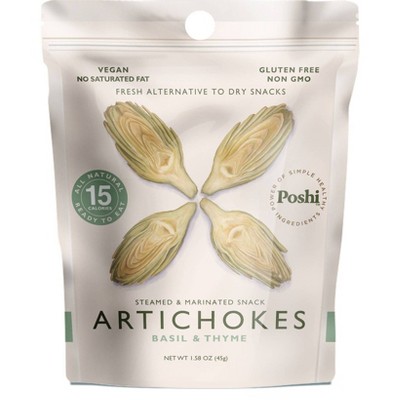 VEGAN
NO SATURATED FAT
GLUTEN FREE
NON GMO
FRESH ALTERNATIVE TO DRY SNACKS
ALL NATURAL
15
CALORIES
READY-TO-EAT
POWER OF SIMPLE HEALTHY
Poshi
INGREDIENTS
STEAMED & MARINATED SNACK
ARTICHOKES
BASIL & THYME
NET WT 1.58 OZ (45g)